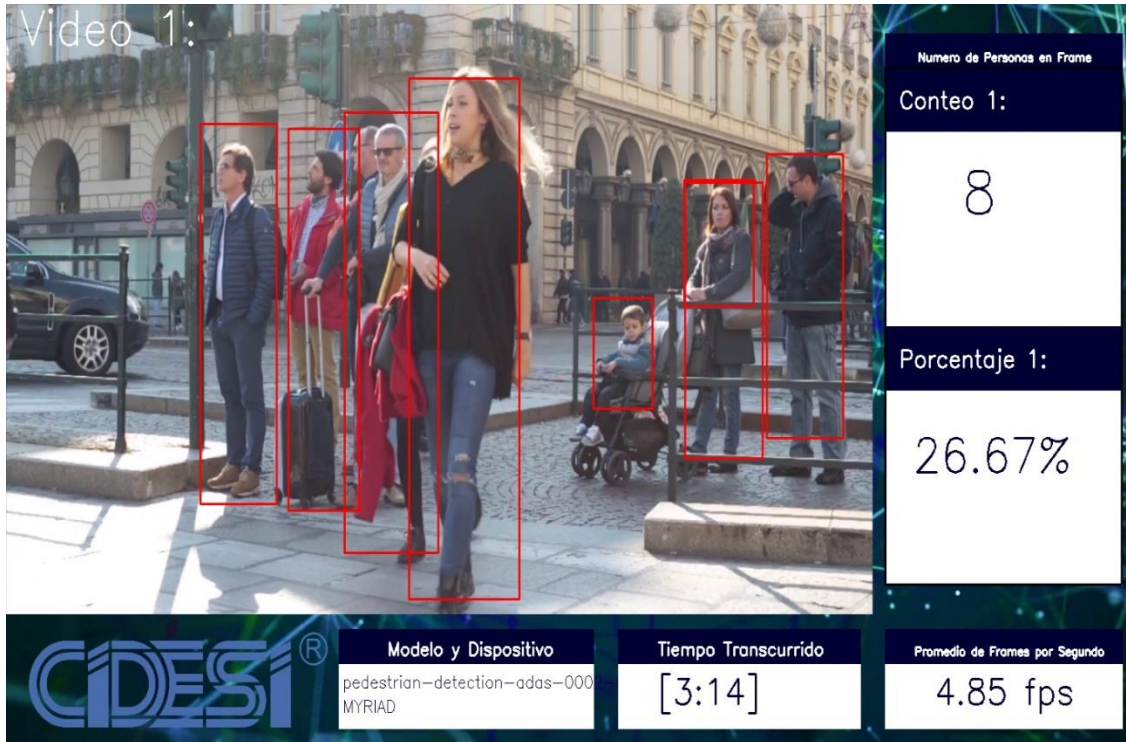 Video 1:
Numero de Personas en Frame
Conteo 1:
8
Porcentaje 1:
26.67%
CIDESI®
Modelo y Dispositivo
pedestrian-detection-adas-0002-
MYRIAD
Tiempo Transcurrido
[3:14]
Promedio de Frames por Segundo
4.85 fps